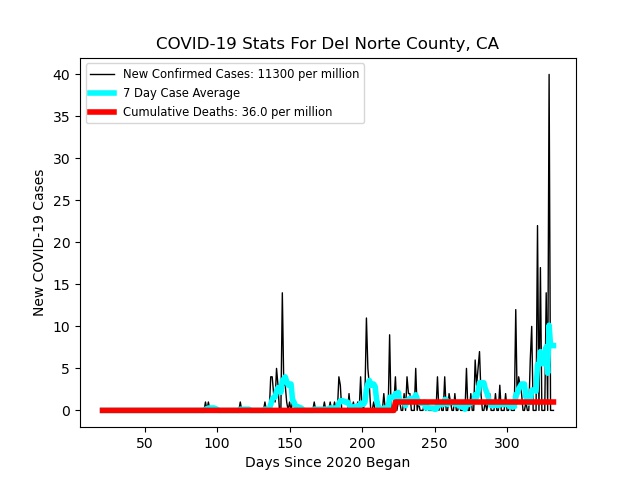 COVID-19 Stats For Del Norte County, CA
New Confirmed Cases: 11300 per million
7 Day Case Average
Cumulative Deaths: 36.0 per million
New COVID-19 Cases
40
35
30
25
20
15
10
5
0
50
100
150
200
250
300
Days Since 2020 Began